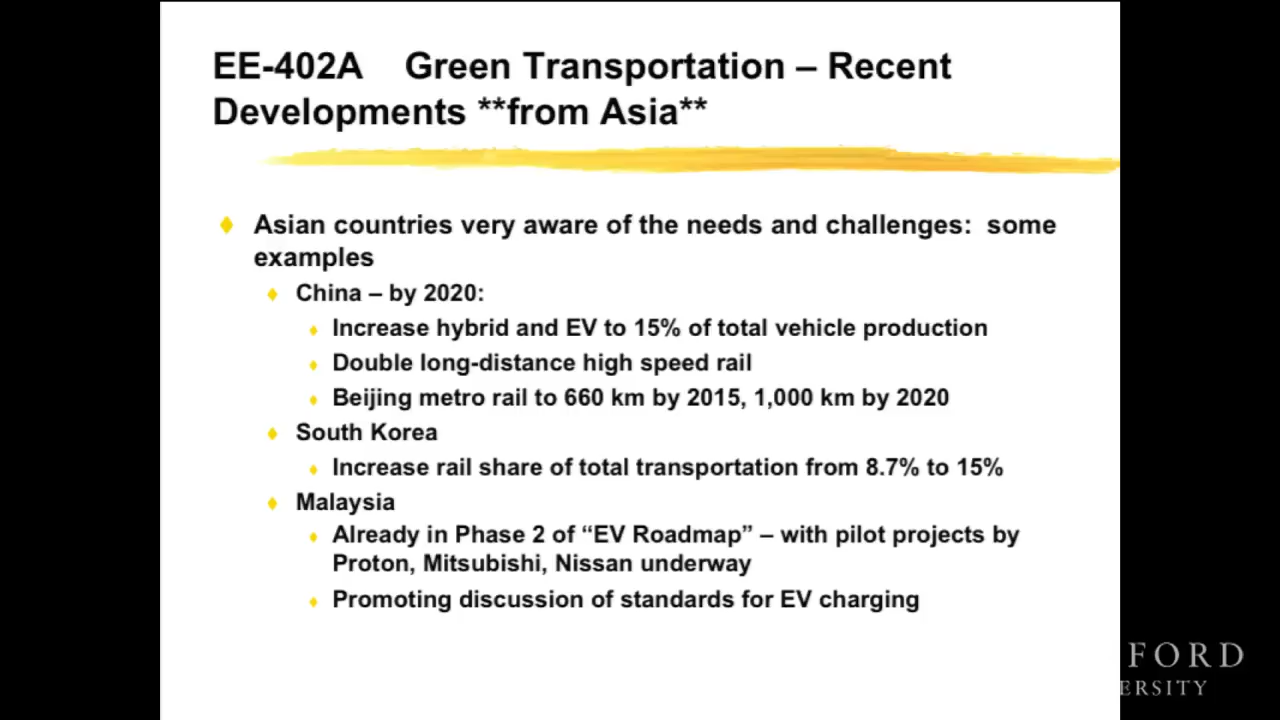 EE-402A Green Transportation – Recent
Developments **from Asia**
Asian countries very aware of the needs and challenges: some
examples
China – by 2020:
Increase hybrid and EV to 15% of total vehicle production
Double long-distance high speed rail
Beijing metro rail to 660 km by 2015, 1,000 km by 2020
South Korea
Increase rail share of total transportation from 8.7% to 15%
Malaysia
Already in Phase 2 of “EV Roadmap” – with pilot projects by
Proton, Mitsubishi, Nissan underway
Promoting discussion of standards for EV charging
FORD
ERSITY